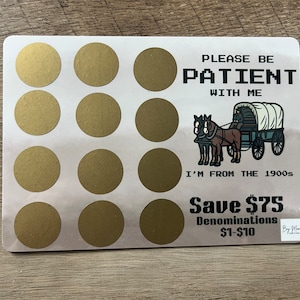 PLEASE BE
PATIENT
WITH ME
I'M FROM THE 1900s
Save $75
Denominations
$1-$10